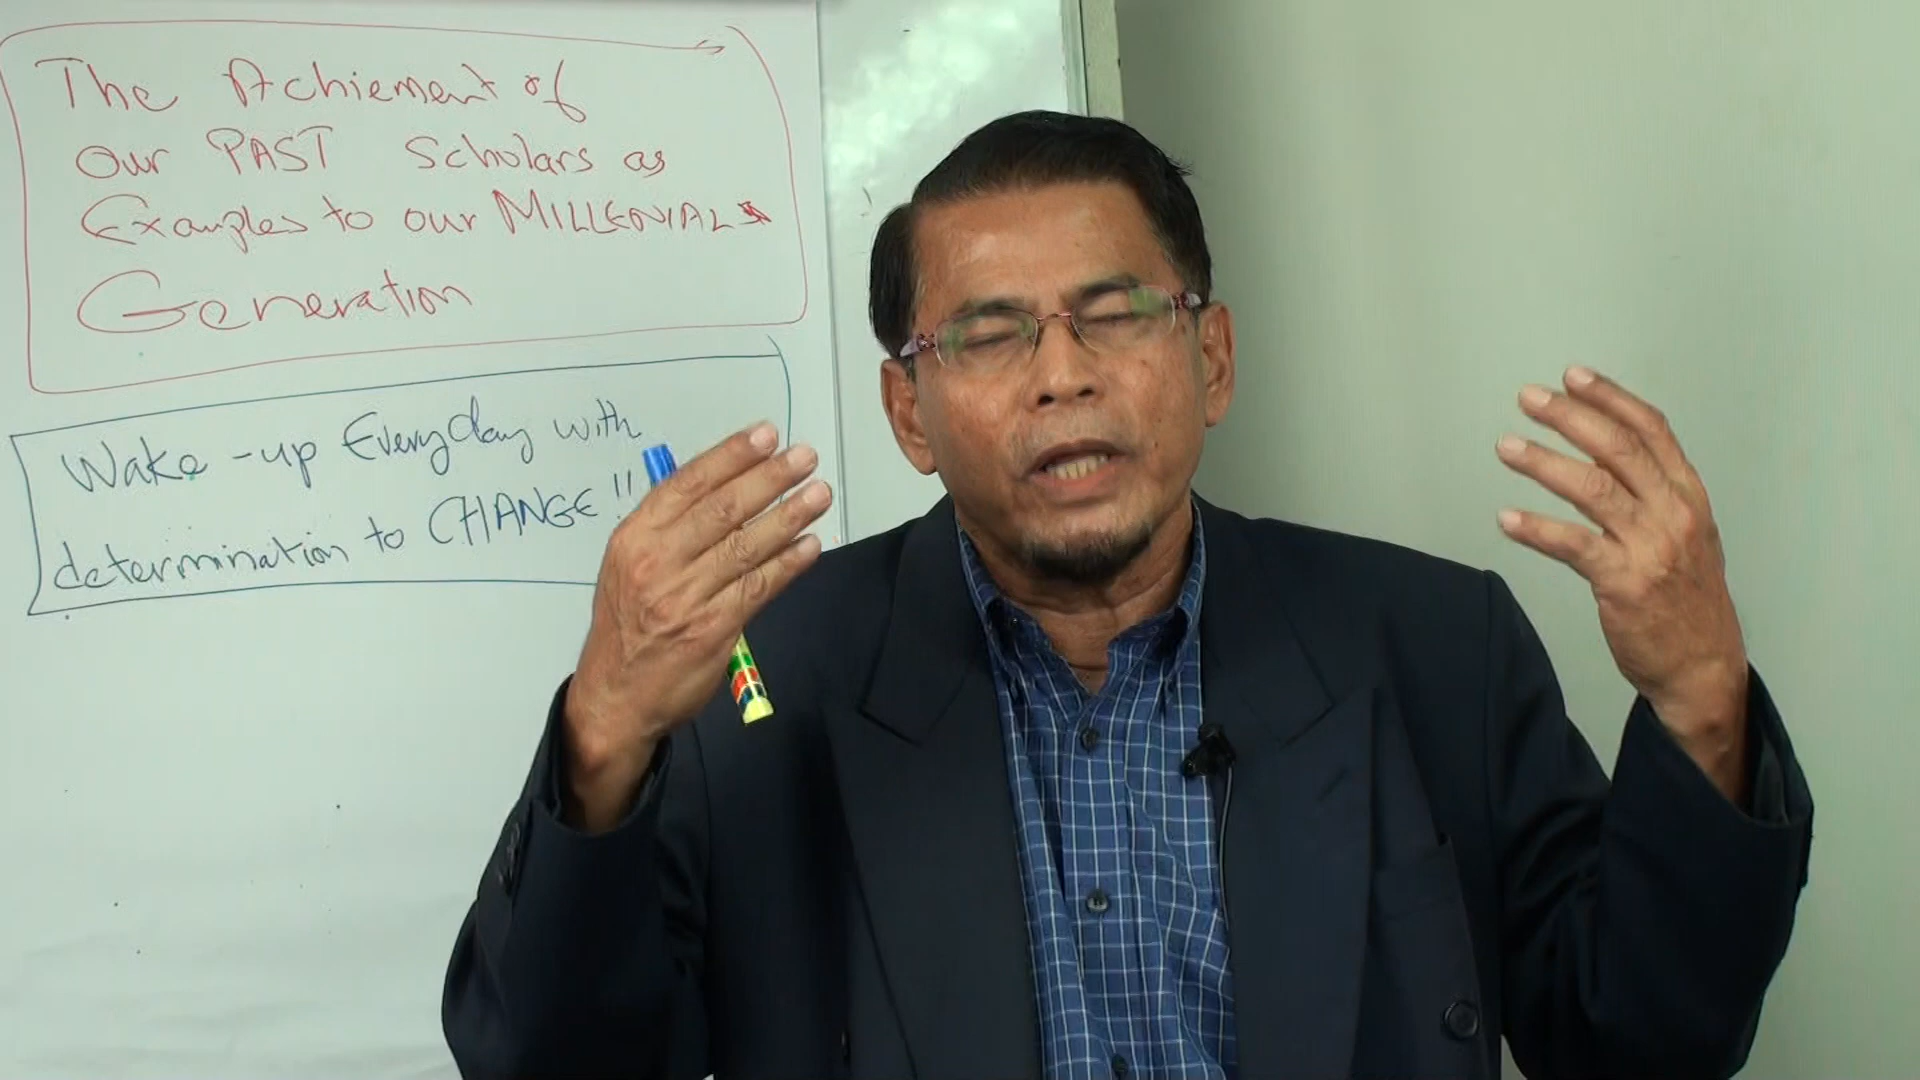 The Achiement of
Our PAST Scholars as
Examples to our MILLENIAL
Generation
Wake-up Everyday with
determination to CHANGE!!